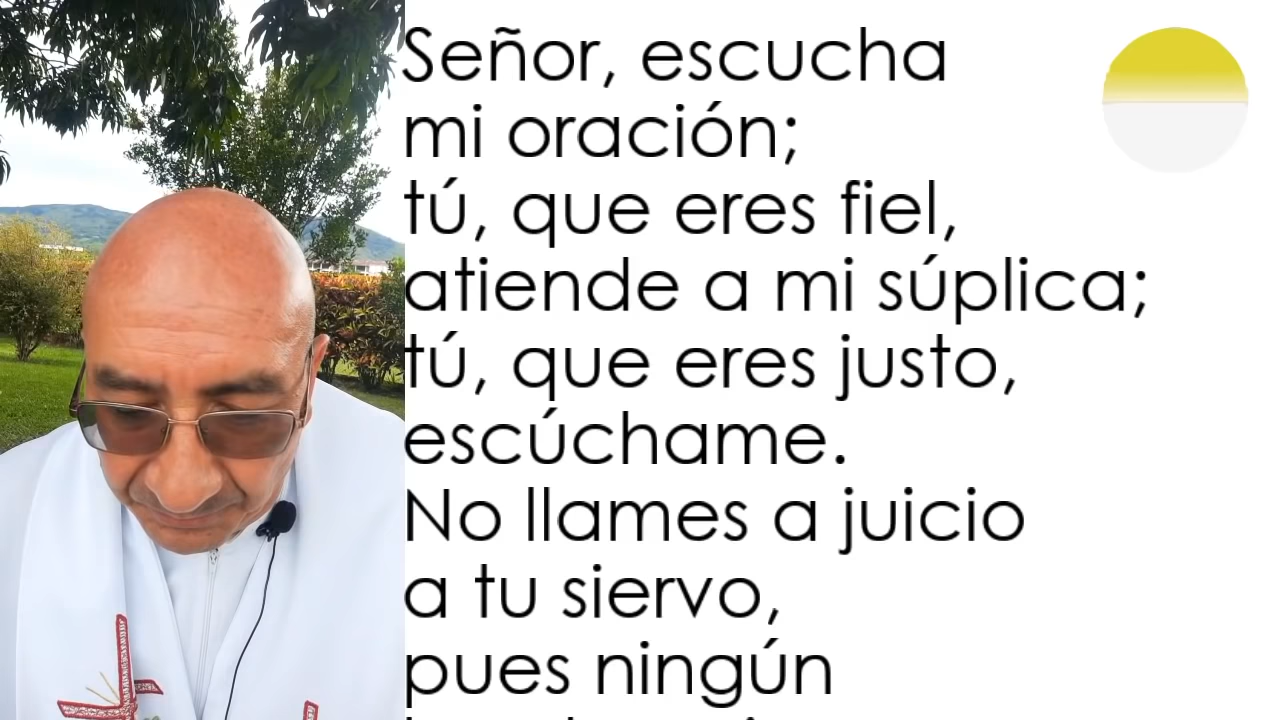 Señor, escucha
mi oración;
tú, que eres fiel,
atiende a mi súplica;
tú, que eres justo,
escúchame.
No llames a juicio
a tu siervo,
pues ningún